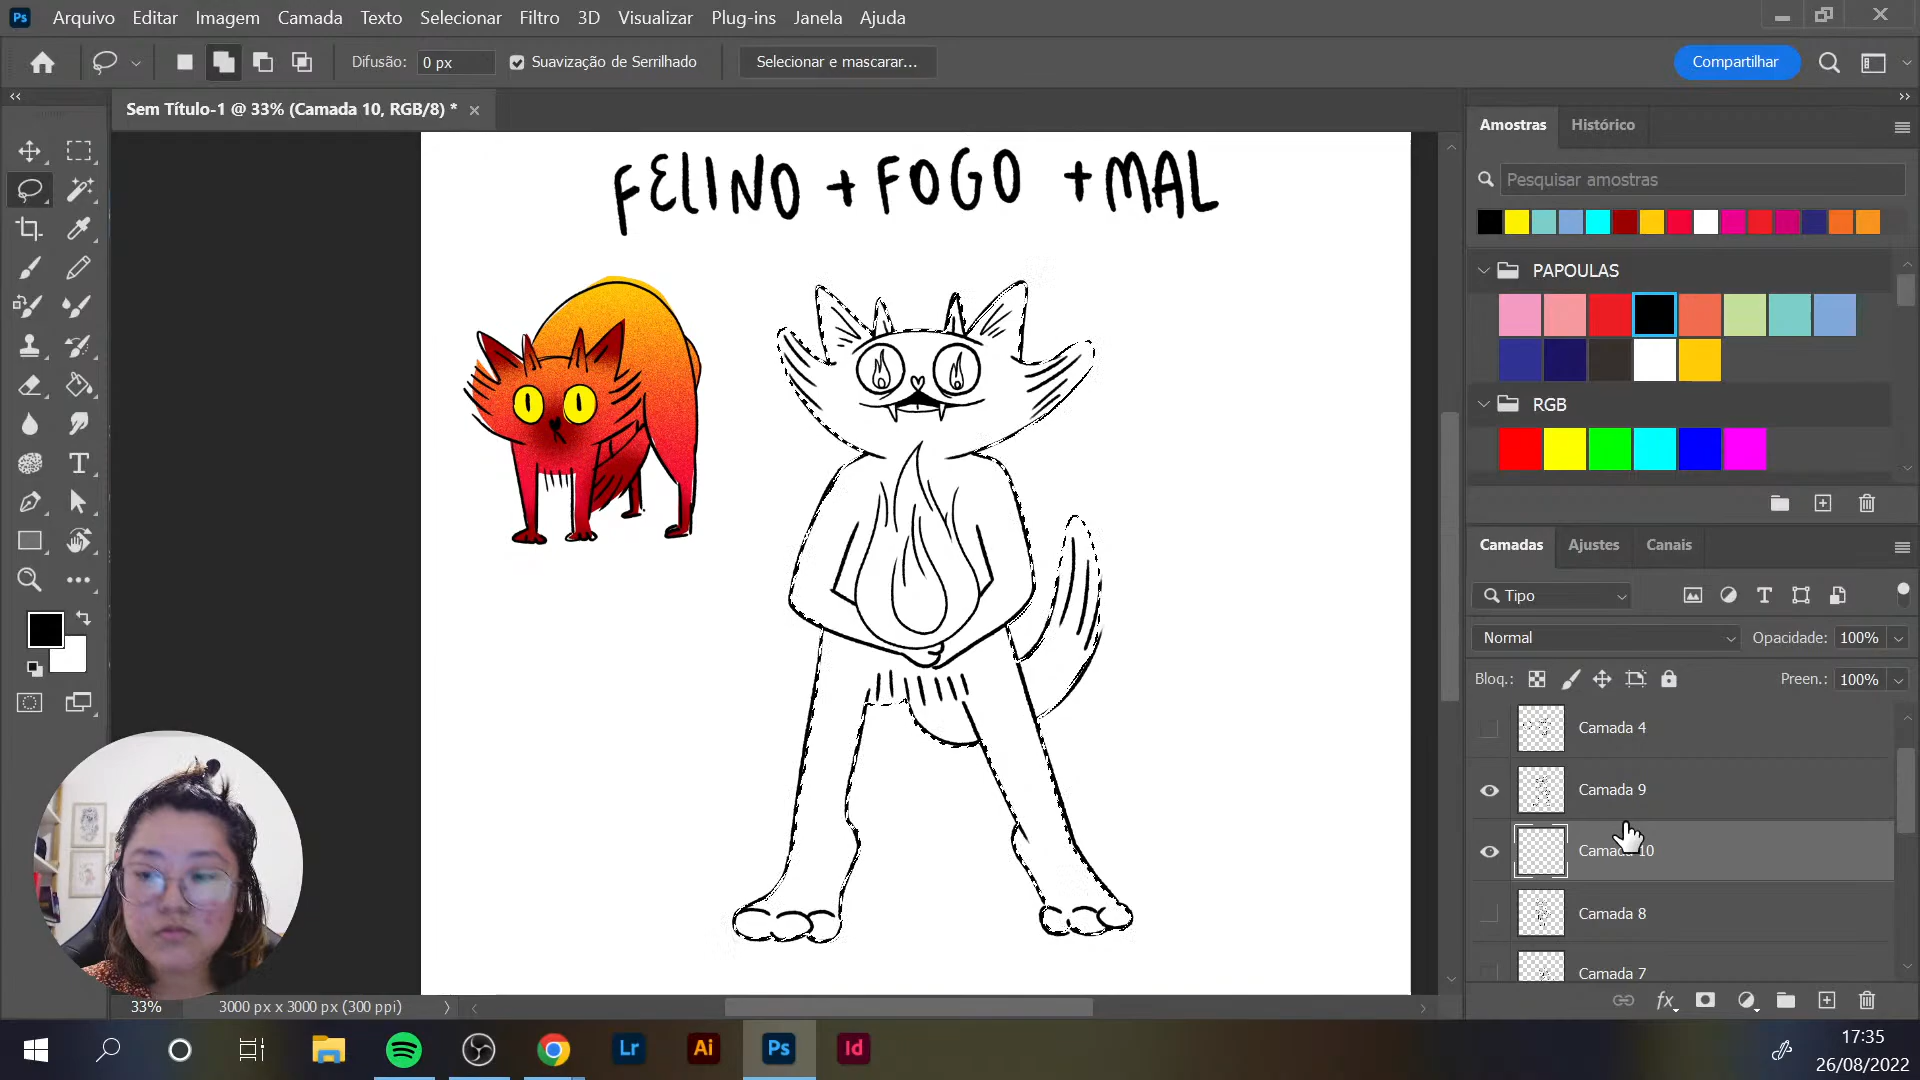 Ps Arquivo Editar Imagem Camada Texto Selecionar Filtro 3D Visualizar Plug-ins Janela Ajuda
Difusão: 0 px Suavização de Serrilhado Selecionar e mascarar... Compartilhar
Sem Título-1 @ 33% (Camada 10, RGB/8) *
FELINO + FOGO + MAL
Amostras Histórico
Pesquisar amostras
PAPOULAS
RGB
Camadas Ajustes Canais
Tipo
Normal Opacidade: 100%
Bloq.: Preen.: 100%
Camada 4
Camada 9
Camada 10
Camada 8
Camada 7
33% 3000 px x 3000 px (300 ppi)
Lr Ai Ps Id
17:35
26/08/2022